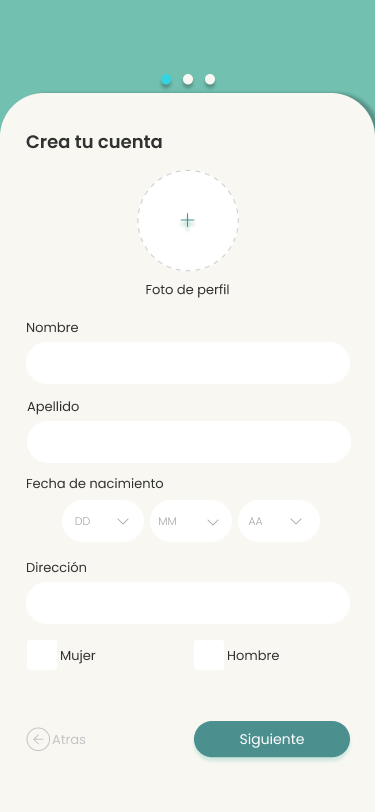 Crea tu cuenta
Foto de perfil
Nombre
Apellido
Fecha de nacimiento
DD MM AA
Dirección
Mujer Hombre
Atras Siguiente